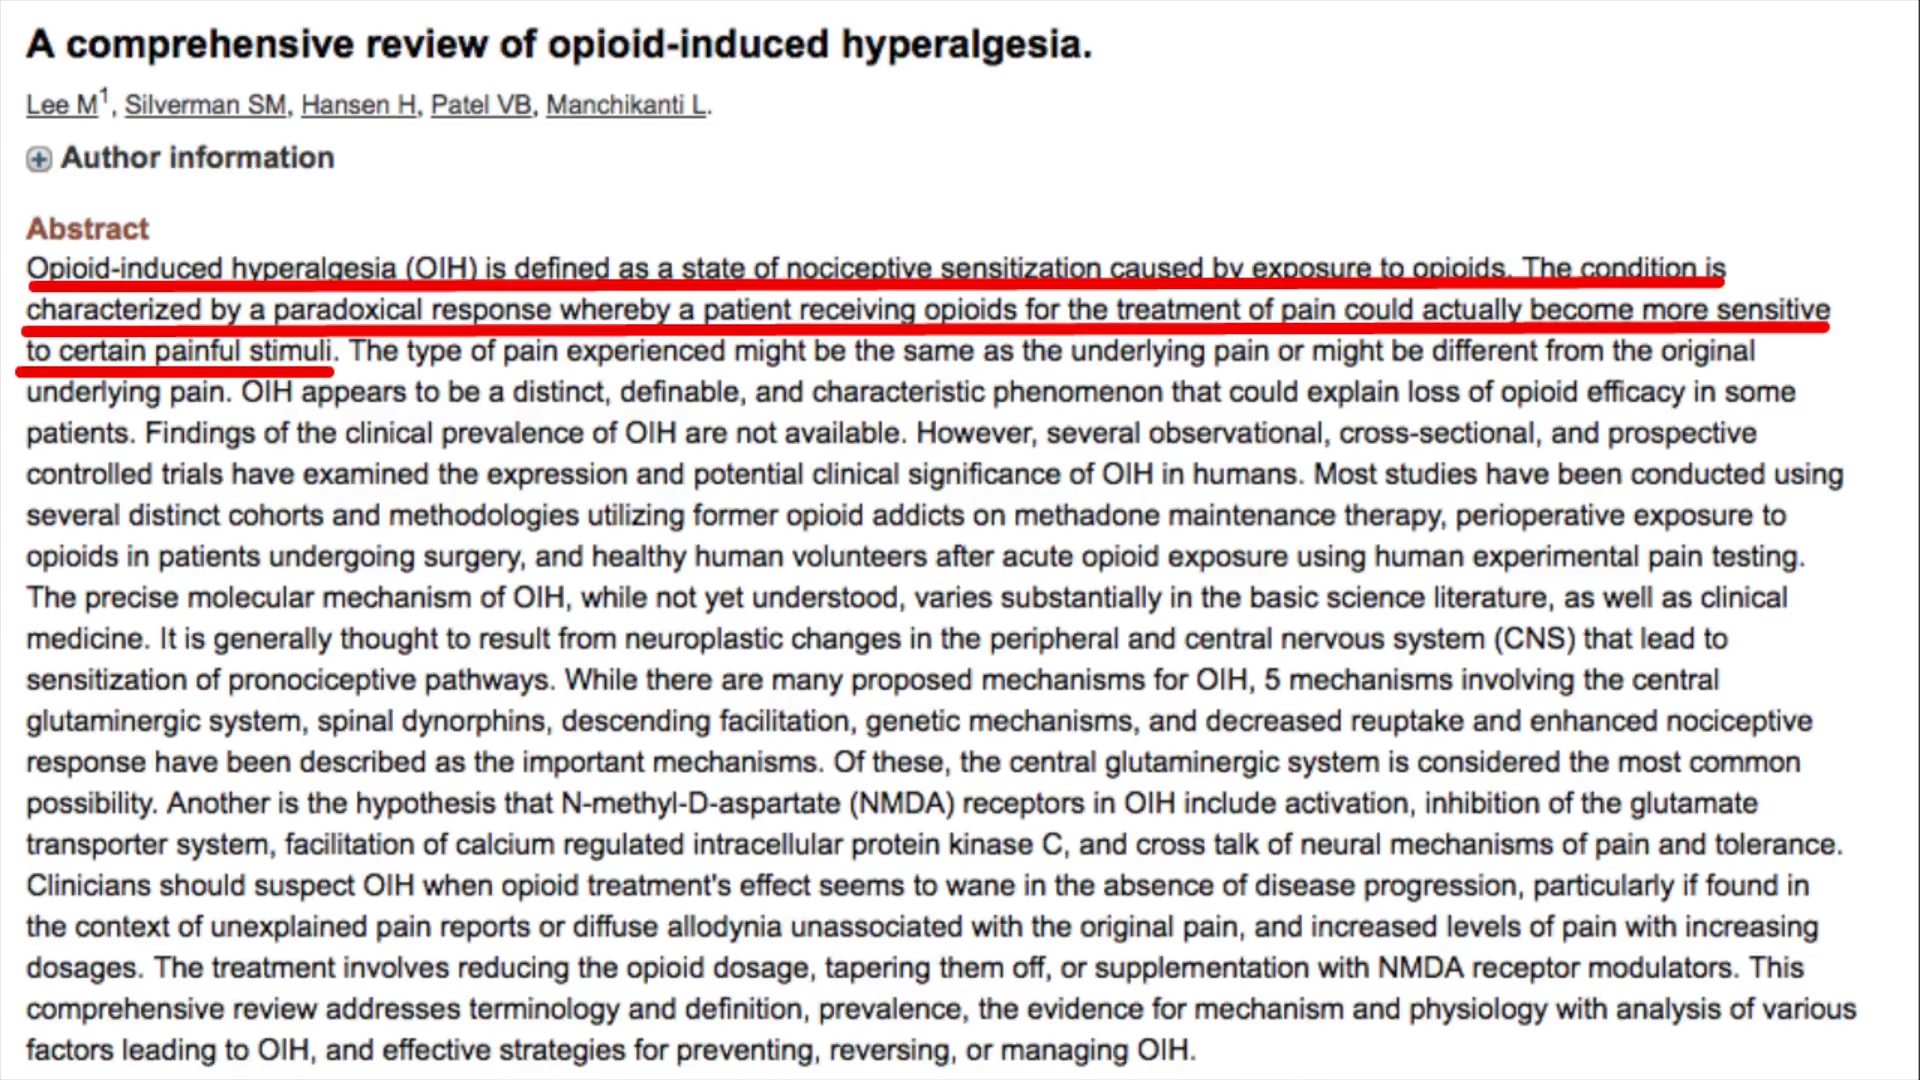 A comprehensive review of opioid-induced hyperalgesia.
Lee M1, Silverman SM, Hansen H, Patel VB, Manchikanti L.
Author information
Abstract
Opioid-induced hyperalgesia (OIH) is defined as a state of nociceptive sensitization caused by exposure to opioids. The condition is
characterized by a paradoxical response whereby a patient receiving opioids for the treatment of pain could actually become more sensitive
to certain painful stimuli. The type of pain experienced might be the same as the underlying pain or might be different from the original
underlying pain. OIH appears to be a distinct, definable, and characteristic phenomenon that could explain loss of opioid efficacy in some
patients. Findings of the clinical prevalence of OIH are not available. However, several observational, cross-sectional, and prospective
controlled trials have examined the expression and potential clinical significance of OIH in humans. Most studies have been conducted using
several distinct cohorts and methodologies utilizing former opioid addicts on methadone maintenance therapy, perioperative exposure to
opioids in patients undergoing surgery, and healthy human volunteers after acute opioid exposure using human experimental pain testing.
The precise molecular mechanism of OIH, while not yet understood, varies substantially in the basic science literature, as well as clinical
medicine. It is generally thought to result from neuroplastic changes in the peripheral and central nervous system (CNS) that lead to
sensitization of pronociceptive pathways. While there are many proposed mechanisms for OIH, 5 mechanisms involving the central
glutaminergic system, spinal dynorphins, descending facilitation, genetic mechanisms, and decreased reuptake and enhanced nociceptive
response have been described as the important mechanisms. Of these, the central glutaminergic system is considered the most common
possibility. Another is the hypothesis that N-methyl-D-aspartate (NMDA) receptors in OIH include activation, inhibition of the glutamate
transporter system, facilitation of calcium regulated intracellular protein kinase C, and cross talk of neural mechanisms of pain and tolerance.
Clinicians should suspect OIH when opioid treatment's effect seems to wane in the absence of disease progression, particularly if found in
the context of unexplained pain reports or diffuse allodynia unassociated with the original pain, and increased levels of pain with increasing
dosages. The treatment involves reducing the opioid dosage, tapering them off, or supplementation with NMDA receptor modulators. This
comprehensive review addresses terminology and definition, prevalence, the evidence for mechanism and physiology with analysis of various
factors leading to OIH, and effective strategies for preventing, reversing, or managing OIH.